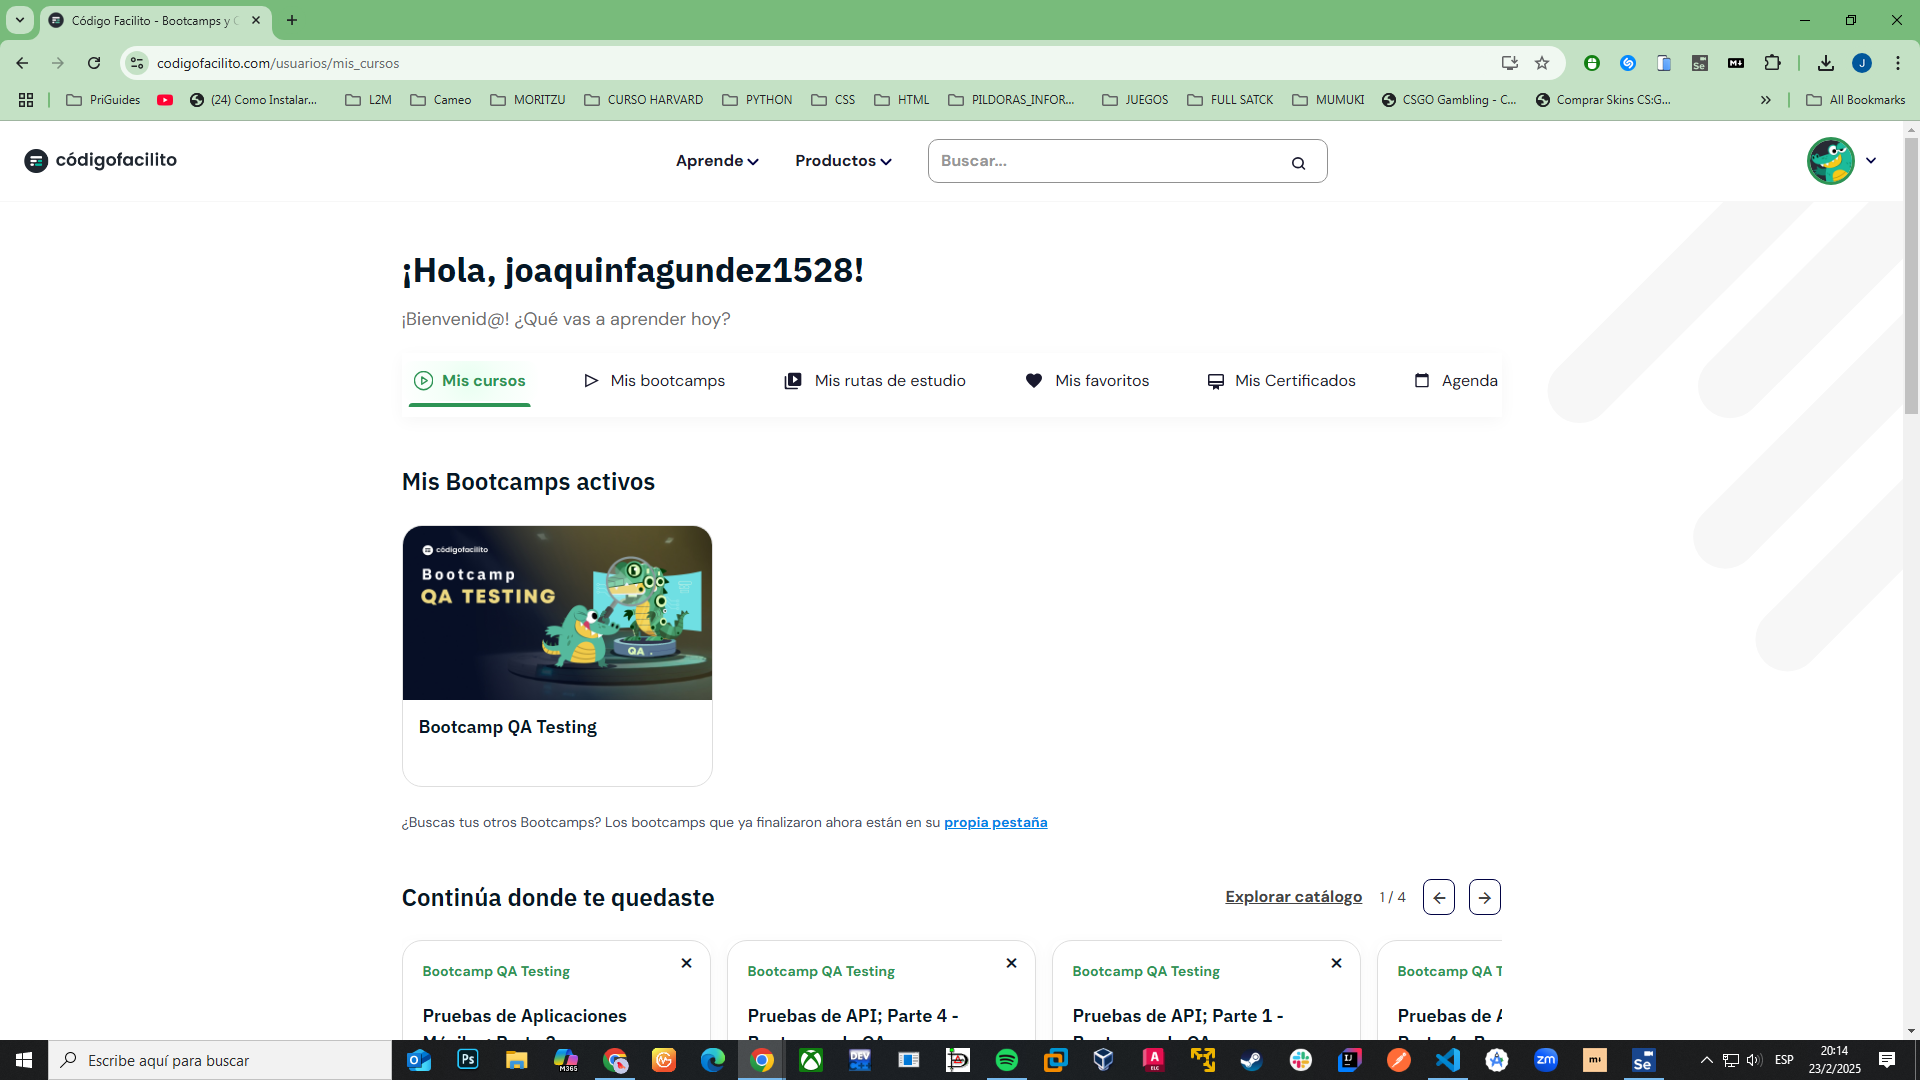 Código Facilito - Bootcamps y C
codigofacilito.com/usuarios/mis_cursos
PriGuides
(24) Como Instalar...
L2M
Cameo
MORITZU
CURSO HARVARD
PYTHON
CSS
HTML
PILDORAS_INFOR...
JUEGOS
FULL SATCK
MUMUKI
CSGO Gambling - C...
Comprar Skins CS:G...
All Bookmarks
códigofacilito
Aprende
Productos
Buscar...
¡Hola, joaquinfagundez1528!
¡Bienvenid@! ¿Qué vas a aprender hoy?
Mis cursos
Mis bootcamps
Mis rutas de estudio
Mis favoritos
Mis Certificados
Agenda
Mis Bootcamps activos
códigofacilito
Bootcamp
QA TESTING
QA
Bootcamp QA Testing
¿Buscas tus otros Bootcamps? Los bootcamps que ya finalizaron ahora están en su propia pestaña
Continúa donde te quedaste
Explorar catálogo
1 / 4
Bootcamp QA Testing
Pruebas de Aplicaciones
Bootcamp QA Testing
Pruebas de API; Parte 4 -
Bootcamp QA Testing
Pruebas de API; Parte 1 -
Bootcamp QA T
Pruebas de A
Escribe aquí para buscar
ESP
20:14
23/2/2025